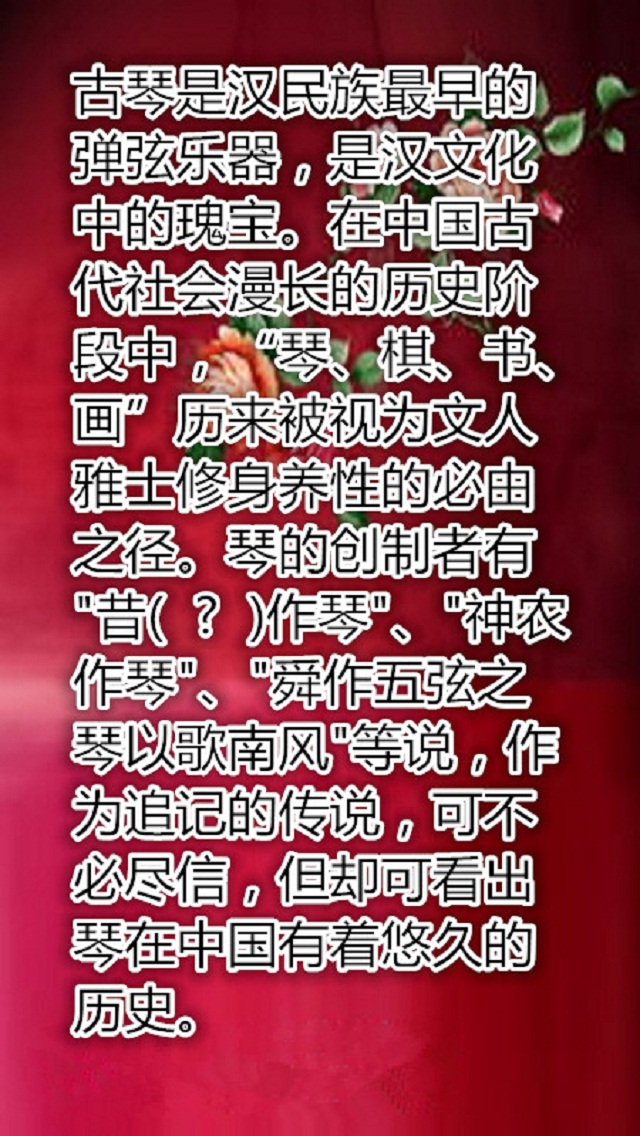 古琴是汉民族最早的
弹弦乐器，是汉文化
中的瑰宝。在中国古
代社会漫长的历史阶
段中，“琴、棋、书、
画”历来被视为文人
雅士修身养性的必由
之径。琴的创制者有
"昔( ? )作琴"、"神农
作琴"、"舜作五弦之
琴以歌南风"等说，作
为追记的传说，可不
必尽信，但却可看出
琴在中国有着悠久的
历史。